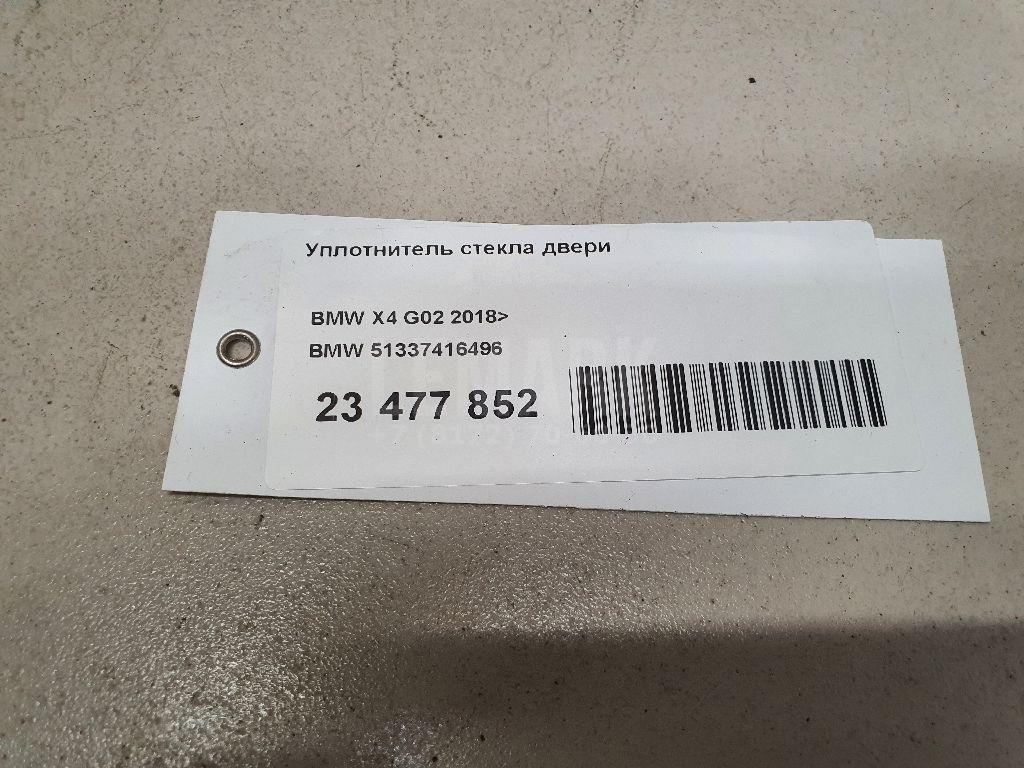 Уплотнитель стекла двери
BMW X4 G02 2018>
BMW 51337416496
23 477 852